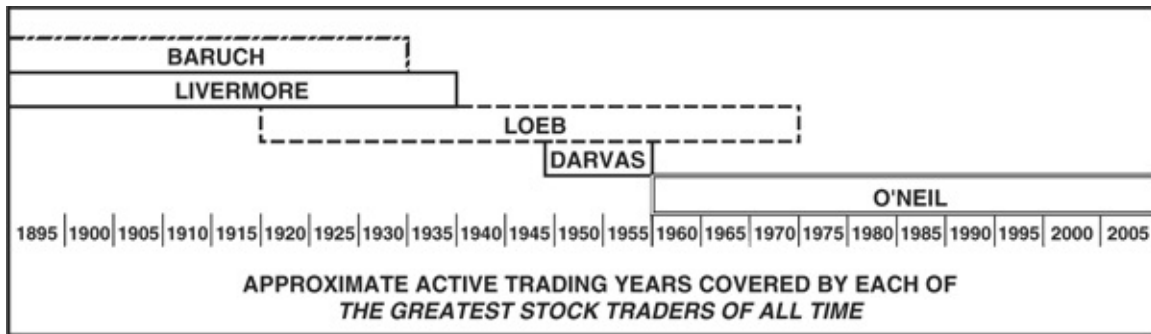 BARUCH
LIVERMORE
LOEB
DARVAS
O'NEIL
1895 1900 1905 1910 1915 1920 1925 1930 1935 1940 1945 1950 1955 1960 1965 1970 1975 1980 1985 1990 1995 2000 2005
APPROXIMATE ACTIVE TRADING YEARS COVERED BY EACH OF
THE GREATEST STOCK TRADERS OF ALL TIME